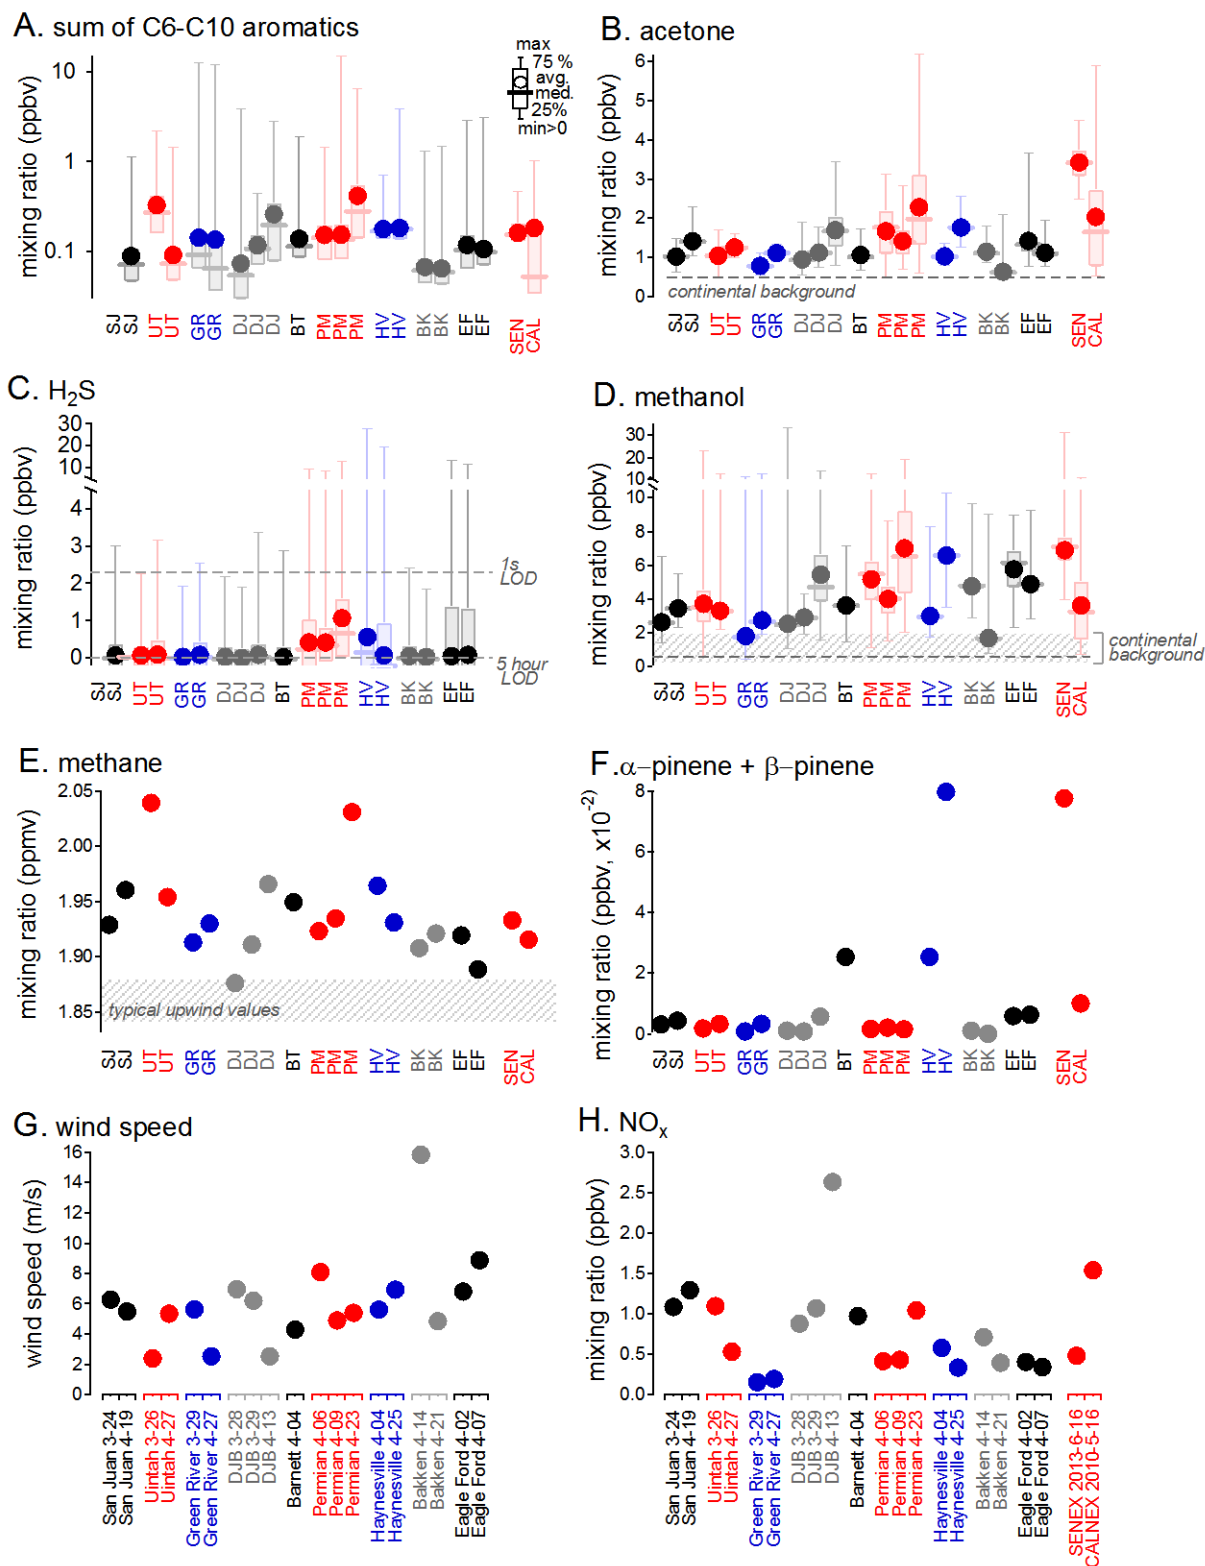 A. sum of C6-C10 aromatics
mixing ratio (ppbv)
10
1
0.1
max
75 %
avg.
med.
25%
min>0
SJ SJ UT UT GR GR DJ DJ DJ BT PM PM PM HV HV BK BK EF EF SEN CAL
B. acetone
mixing ratio (ppbv)
6
5
4
3
2
1
0
continental background
SJ SJ UT UT GR GR DJ DJ DJ BT PM PM PM HV HV BK BK EF EF SEN CAL
C. H2S
mixing ratio (ppbv)
30
20
10
4
3
2
1
0
1s
LOD
5 hour
LOD
SJ SJ UT UT GR GR DJ DJ DJ BT PM PM PM HV HV BK BK EF EF
D. methanol
mixing ratio (ppbv)
30
20
10
10
8
6
4
2
0
continental
background
SJ SJ UT UT GR GR DJ DJ DJ BT PM PM PM HV HV BK BK EF EF SEN CAL
E. methane
mixing ratio (ppmv)
2.05
2.00
1.95
1.90
1.85
typical upwind values
SJ SJ UT UT GR GR DJ DJ DJ BT PM PM PM HV HV BK BK EF EF SEN CAL
F.α−pinene + β−pinene
mixing ratio (ppbv, x10-2)
8
6
4
2
0
SJ SJ UT UT GR GR DJ DJ DJ BT PM PM PM HV HV BK BK EF EF SEN CAL
G. wind speed
wind speed (m/s)
16
14
12
10
8
6
4
2
0
San Juan 3-24
San Juan 4-19
Uintah 3-26
Uintah 4-27
Green River 3-29
Green River 4-27
DJB 3-28
DJB 3-29
DJB 4-13
Barnett 4-04
Permian 4-06
Permian 4-09
Permian 4-23
Haynesville 4-04
Haynesville 4-25
Bakken 4-14
Bakken 4-21
Eagle Ford 4-02
Eagle Ford 4-07
H. NOx
mixing ratio (ppbv)
3.0
2.5
2.0
1.5
1.0
0.5
0.0
San Juan 3-24
San Juan 4-19
Uintah 3-26
Uintah 4-27
Green River 3-29
Green River 4-27
DJB 3-28
DJB 3-29
DJB 4-13
Barnett 4-04
Permian 4-06
Permian 4-09
Permian 4-23
Haynesville 4-04
Haynesville 4-25
Bakken 4-14
Bakken 4-21
Eagle Ford 4-02
Eagle Ford 4-07
SENEX 2013-6-16
CALNEX 2010-5-16